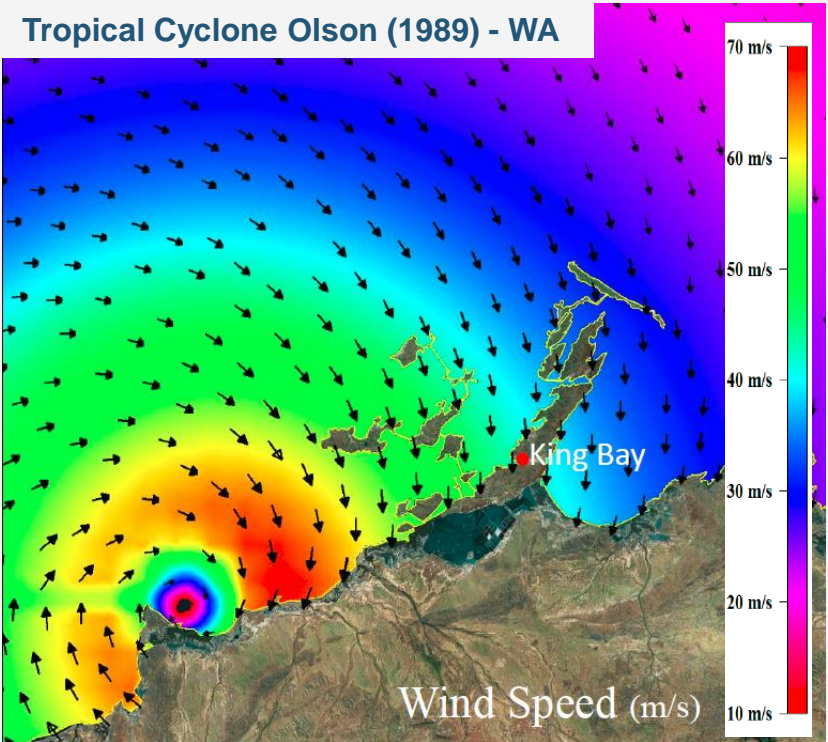 Tropical Cyclone Olson (1989) - WA
70 m/s
60 m/s
50 m/s
40 m/s
30 m/s
20 m/s
10 m/s
King Bay
Wind Speed (m/s)